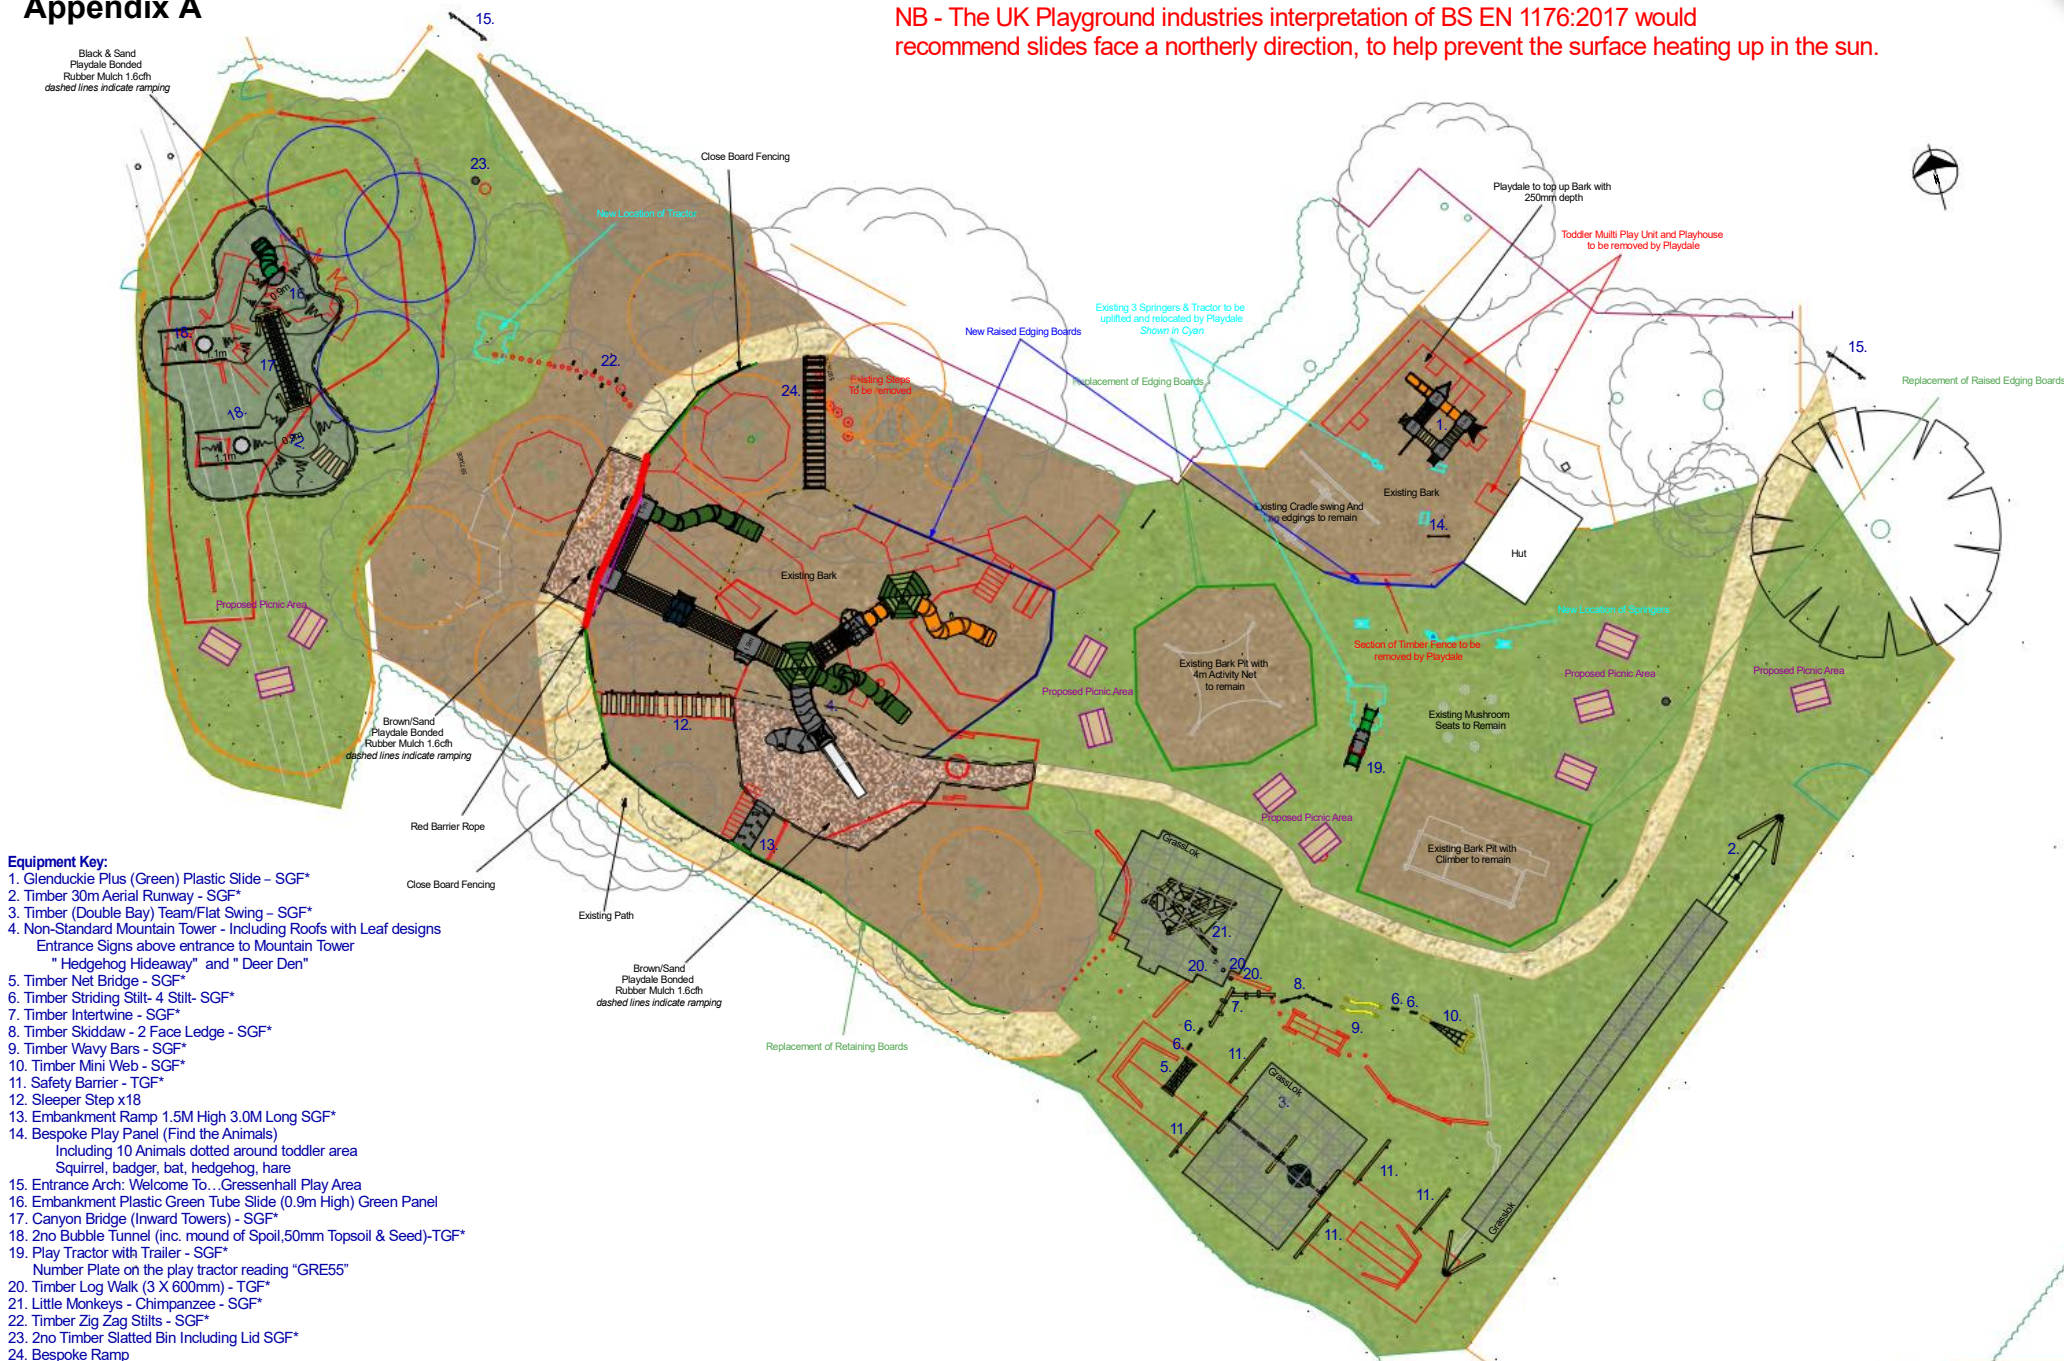 Appendix A
NB - The UK Playground industries interpretation of BS EN 1176:2017 would
recommend slides face a northerly direction, to help prevent the surface heating up in the sun.
15.
Black & Sand
Playdale Bonded
Rubber Mulch 1.6cfh
dashed lines indicate ramping
Close Board Fencing
23.
N
Playdale to top up Bark with
250mm depth
New Location of Tractor
Toddler Muilti Play Unit and Playhouse
to be removed by Playdale
Existing 3 Springers & Tractor to be
uplifted and relocated by Playdale
Shown in Cyan
New Raised Edging Boards
0.9m
16.
18.
1.1m
17.
22.
24.
Existing Steps
To be removed
Replacement of Edging Boards
15.
Replacement of Raised Edging Boards
18.
1.1m
1.
Existing Bark
Existing Cradle swing And
edgings to remain
14.
Hut
Existing Bark
Proposed Picnic Area
New Location of Springers
Section of Timber Fence to be
removed by Playdale
Existing Bark Pit with
4m Activity Net
to remain
Proposed Picnic Area
Proposed Picnic Area
Proposed Picnic Area
4.
12.
Brown/Sand
Playdale Bonded
Rubber Mulch 1.6cfh
dashed lines indicate ramping
Existing Mushroom
Seats to Remain
19.
Red Barrier Rope
Proposed Picnic Area
13.
GrassLok
Existing Bark Pit with
Climber to remain
2.
Close Board Fencing
Existing Path
21.
Brown/Sand
Playdale Bonded
Rubber Mulch 1.6cfh
dashed lines indicate ramping
20.
20.
20.
8.
7.
6. 6.
10.
9.
6.
6.
Replacement of Retaining Boards
11.
5.
GrassLok
3.
11.
11.
11.
Grasslok
11.
Equipment Key:
1. Glenduckie Plus (Green) Plastic Slide – SGF*
2. Timber 30m Aerial Runway - SGF*
3. Timber (Double Bay) Team/Flat Swing – SGF*
4. Non-Standard Mountain Tower - Including Roofs with Leaf designs
Entrance Signs above entrance to Mountain Tower
" Hedgehog Hideaway" and " Deer Den"
5. Timber Net Bridge - SGF*
6. Timber Striding Stilt- 4 Stilt- SGF*
7. Timber Intertwine - SGF*
8. Timber Skiddaw - 2 Face Ledge - SGF*
9. Timber Wavy Bars - SGF*
10. Timber Mini Web - SGF*
11. Safety Barrier - TGF*
12. Sleeper Step x18
13. Embankment Ramp 1.5M High 3.0M Long SGF*
14. Bespoke Play Panel (Find the Animals)
Including 10 Animals dotted around toddler area
Squirrel, badger, bat, hedgehog, hare
15. Entrance Arch: Welcome To…Gressenhall Play Area
16. Embankment Plastic Green Tube Slide (0.9m High) Green Panel
17. Canyon Bridge (Inward Towers) - SGF*
18. 2no Bubble Tunnel (inc. mound of Spoil,50mm Topsoil & Seed)-TGF*
19. Play Tractor with Trailer - SGF*
Number Plate on the play tractor reading “GRE55”
20. Timber Log Walk (3 X 600mm) - TGF*
21. Little Monkeys - Chimpanzee - SGF*
22. Timber Zig Zag Stilts - SGF*
23. 2no Timber Slatted Bin Including Lid SGF*
24. Bespoke Ramp